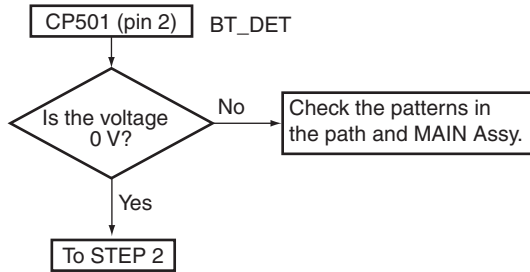 CP501 (pin 2)
BT_DET
Is the voltage
0 V?
No
Check the patterns in
the path and MAIN Assy.
Yes
To STEP 2